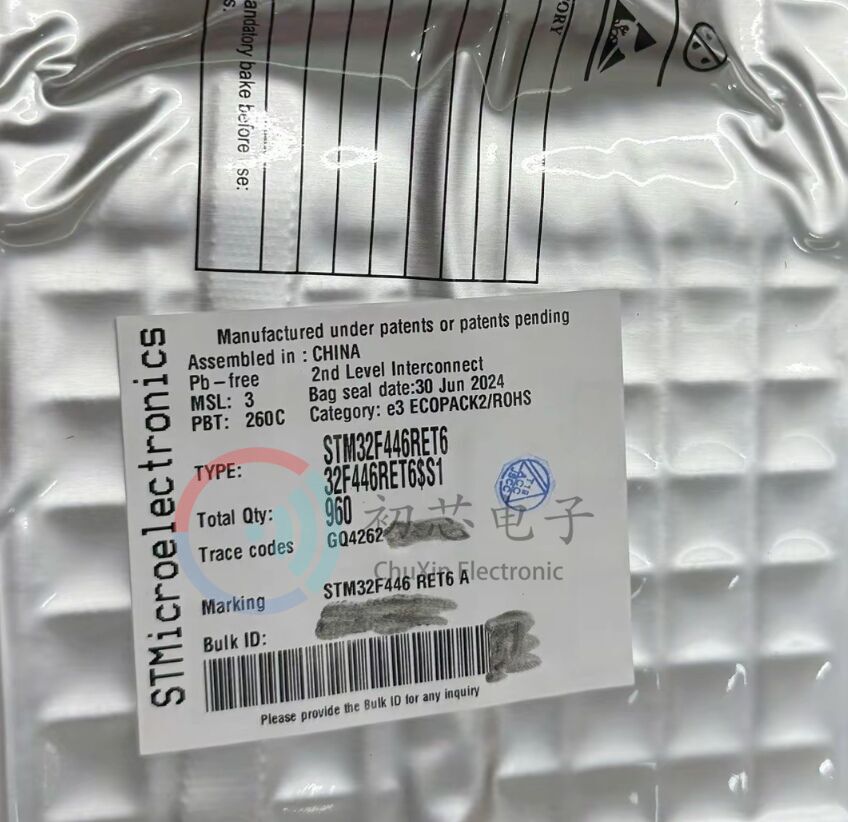 mandatory bake before use:
ORY
STMicroelectronics
Manufactured under patents or patents pending
Assembled in : CHINA
Pb-free 2nd Level Interconnect
MSL: 3 Bag seal date:30 Jun 2024
PBT: 260C Category: e3 ECOPACK2/ROHS
TYPE: STM32F446RET6
32F446RET6$S1
Total Qty: 960
初芯电子
Trace codes GQ4262
ChuXin Electronic
Marking STM32F446 RET6 A
Bulk ID:
Please provide the Bulk ID for any inquiry